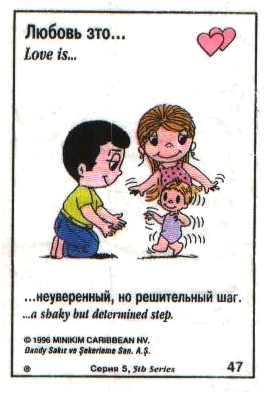 Любовь это...
Love is...
...неуверенный, но решительный шаг.
...a shaky but determined step.
© 1996 MINIKIM CARIBBEAN NV.
Dandy Sakız ve Şekerleme San. A.Ş.
® Серия 5, 5th Series 47